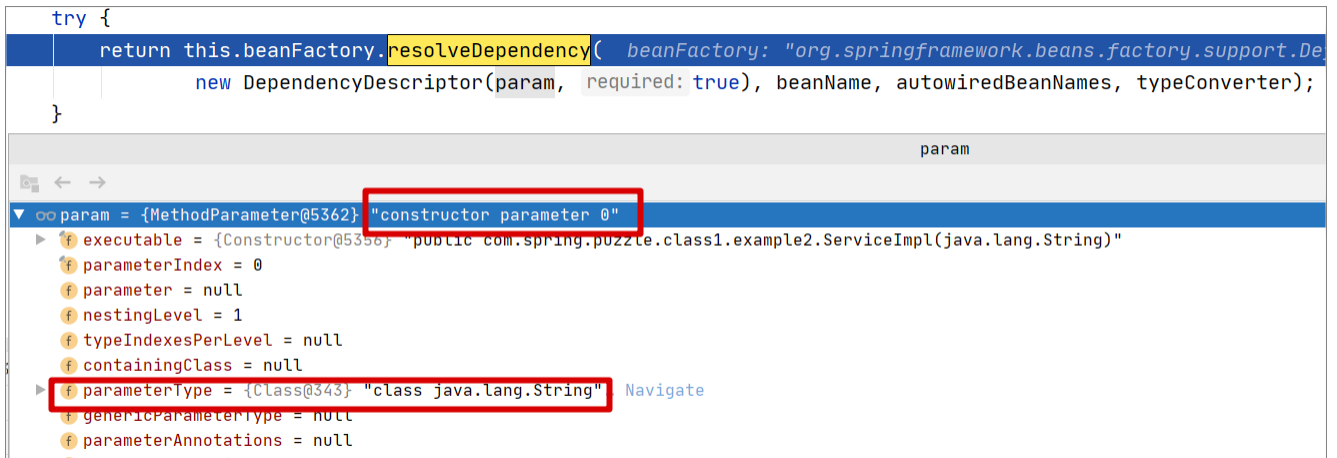 try {
return this.beanFactory.resolveDependency( beanFactory: "org.springframework.beans.factory.support.De
new DependencyDescriptor(param, required: true), beanName, autowiredBeanNames, typeConverter);
}
param
param = {MethodParameter@5362} "constructor parameter 0"
executable = {Constructor@5356} "public com.spring.puzzle.class1.example2.ServiceImpl(java.lang.String)"
parameterIndex = 0
parameter = null
nestingLevel = 1
typeIndexesPerLevel = null
containingClass = null
parameterType = {Class@343} "class java.lang.String" Navigate
genericParameterType = null
parameterAnnotations = null